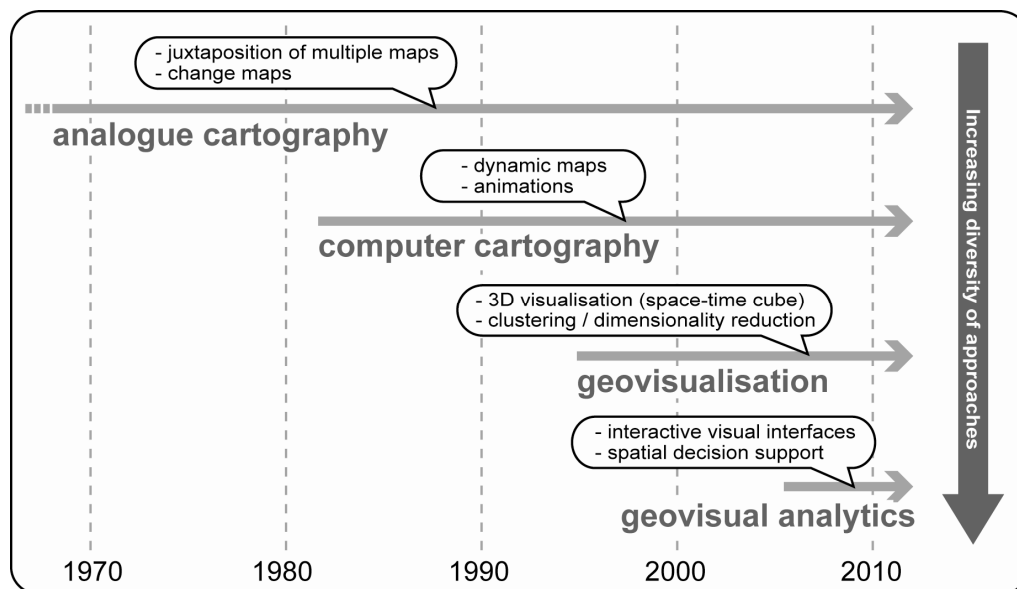 - juxtaposition of multiple maps
- change maps
analogue cartography
- dynamic maps
- animations
computer cartography
- 3D visualisation (space-time cube)
- clustering / dimensionality reduction
geovisualisation
- interactive visual interfaces
- spatial decision support
geovisual analytics
Increasing diversity of approaches
1970 1980 1990 2000 2010